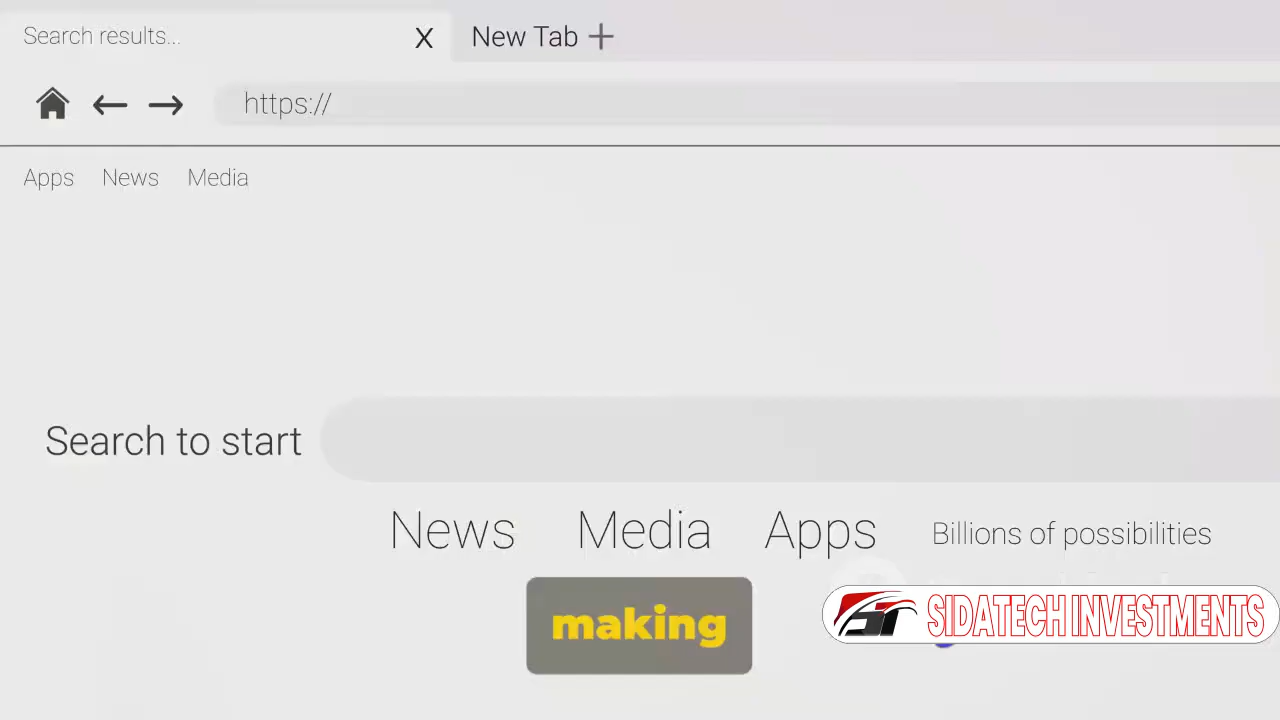 Search results...
X
New Tab +
https://
Apps News Media
Search to start
News Media Apps Billions of possibilities
making
SIDATECH INVESTMENTS